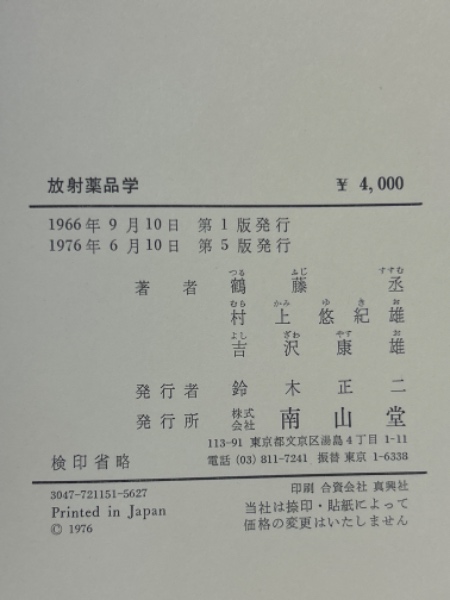 放射薬品学 ¥ 4,000
1966年 9 月10日 第 1 版発行
1976年 6 月10日 第 5 版発行
つる ふじ すすむ
著者 鶴藤丞
むら かみ ゆ き お
村上悠紀雄
よし ざわ やす お
吉沢康雄
発行者 鈴木正二
発行所 株式会社 南山堂
113-91 東京都文京区湯島4丁目 1-11
検印省略 電話 (03) 811-7241 振替 東京 1-6338
3047-721151-5627 印刷 合資会社 真興社
Printed in Japan 当社は捺印・貼紙によって
© 1976 価格の変更はいたしません